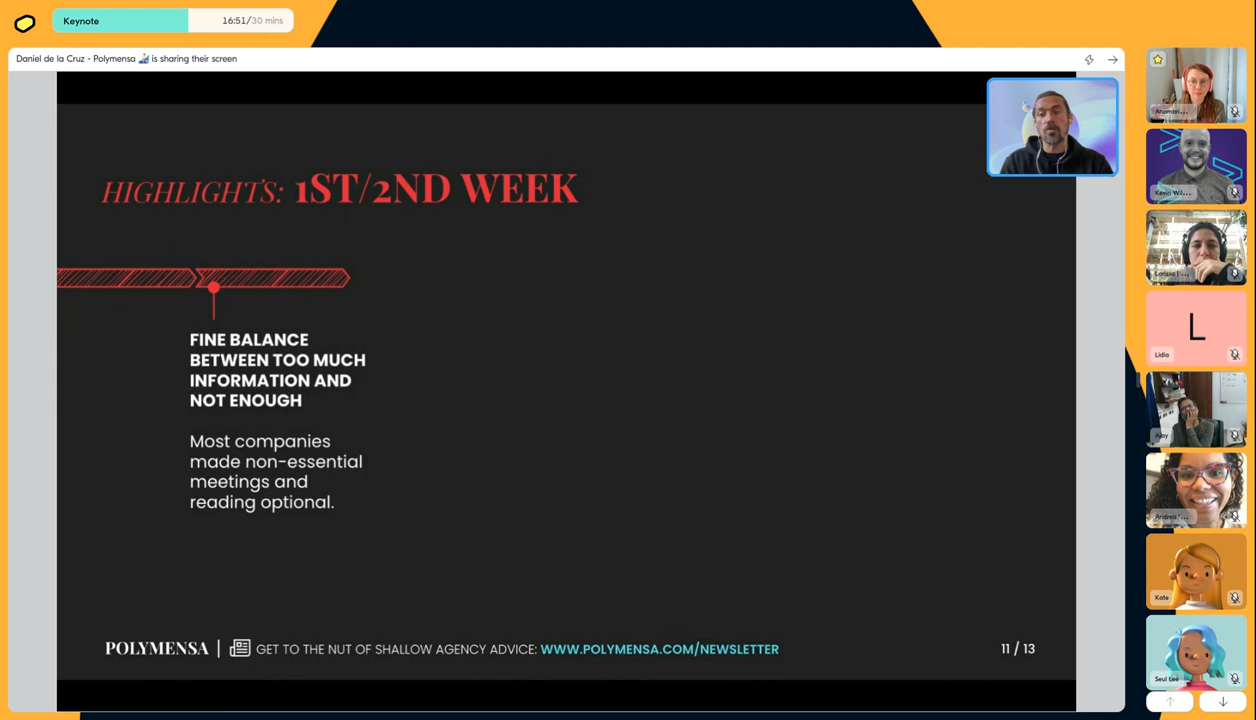 Keynote
16:51/30 mins
Daniel de la Cruz - Polymensa 🏄 is sharing their screen
HIGHLIGHTS: 1ST/2ND WEEK
FINE BALANCE
BETWEEN TOO MUCH
INFORMATION AND
NOT ENOUGH
Most companies
made non-essential
meetings and
reading optional.
POLYMENSA | GET TO THE NUT OF SHALLOW AGENCY ADVICE: WWW.POLYMENSA.COM/NEWSLETTER
11 / 13
Kevin Wil...
L
Lidia
Kate
Seul Lee